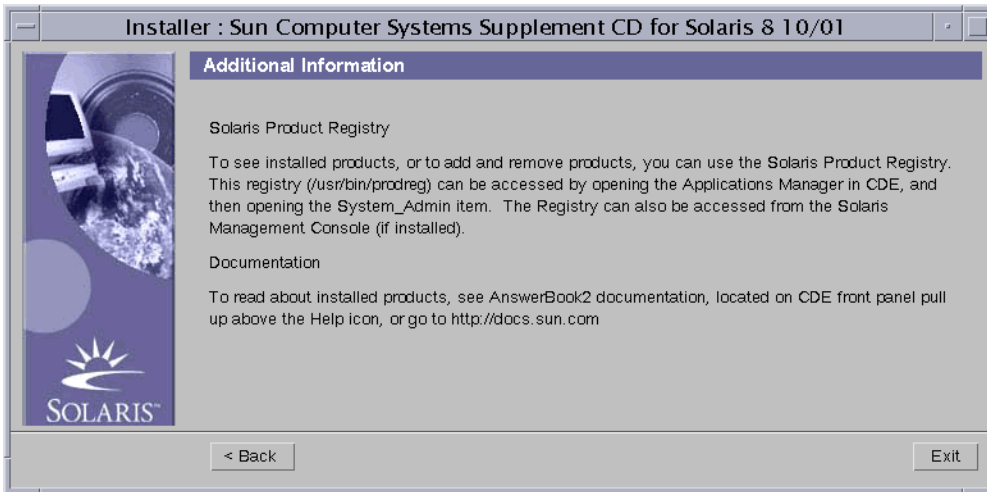 Installer : Sun Computer Systems Supplement CD for Solaris 8 10/01
Additional Information
Solaris Product Registry
To see installed products, or to add and remove products, you can use the Solaris Product Registry.
This registry (/usr/bin/prodreg) can be accessed by opening the Applications Manager in CDE, and
then opening the System_Admin item.  The Registry can also be accessed from the Solaris
Management Console (if installed).
Documentation
To read about installed products, see AnswerBook2 documentation, located on CDE front panel pull
up above the Help icon, or go to http://docs.sun.com
SOLARIS™
< Back
Exit